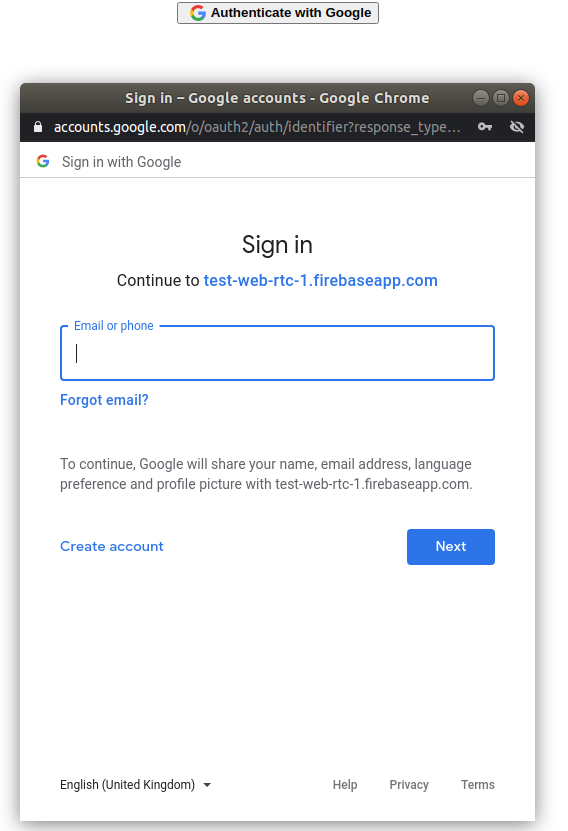 Authenticate with Google
Sign in – Google accounts - Google Chrome
accounts.google.com/o/oauth2/auth/identifier?response_type…
Sign in with Google
Sign in
Continue to test-web-rtc-1.firebaseapp.com
Email or phone
Forgot email?
To continue, Google will share your name, email address, language
preference and profile picture with test-web-rtc-1.firebaseapp.com.
Create account
Next
English (United Kingdom)
Help Privacy Terms